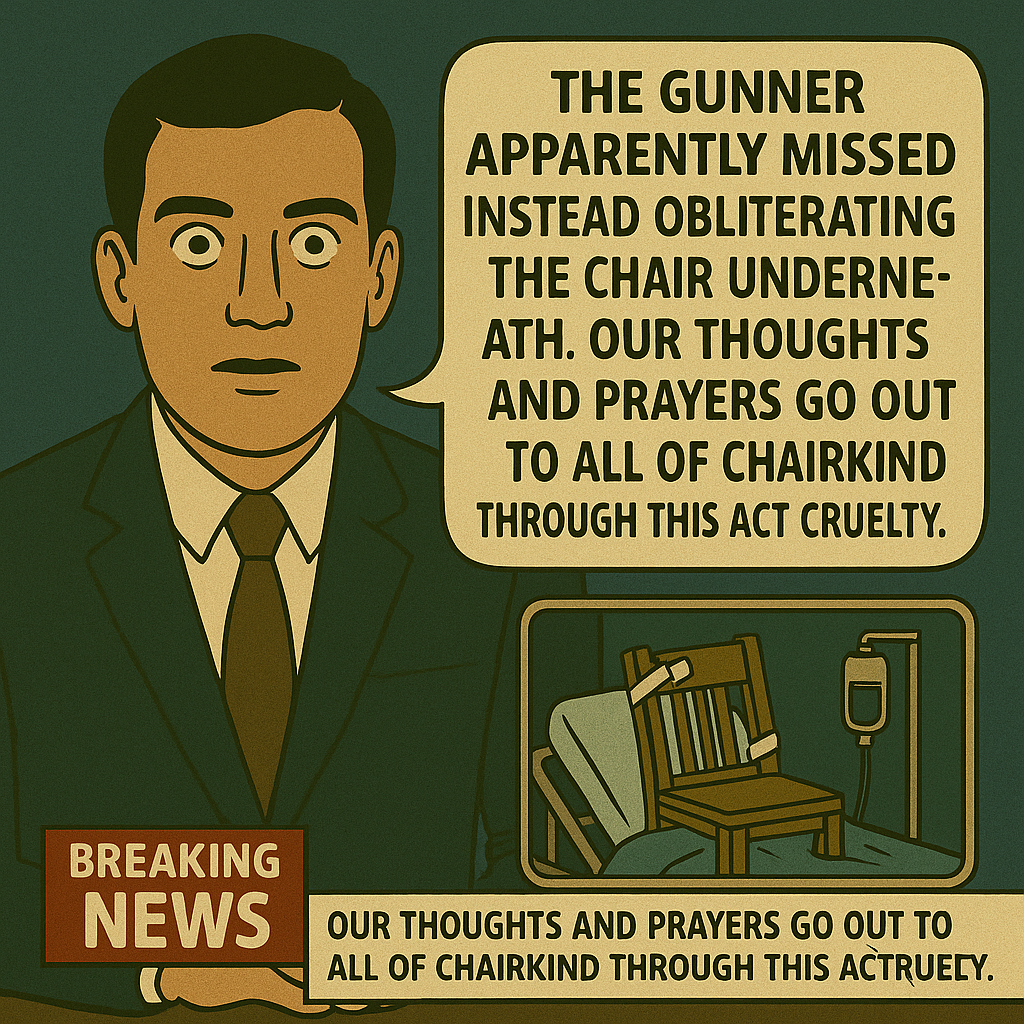 THE GUNNER
APPARENTLY MISSED
INSTEAD OBLITERATING
THE CHAIR UNDERNE-
ATH. OUR THOUGHTS
AND PRAYERS GO OUT
TO ALL OF CHAIRKIND
THROUGH THIS ACT CRUELTY.
BREAKING
NEWS
OUR THOUGHTS AND PRAYERS GO OUT TO
ALL OF CHAIRKIND THROUGH THIS